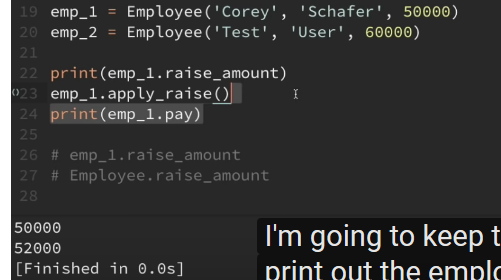 19 emp_1 = Employee('Corey', 'Schafer', 50000)
20 emp_2 = Employee('Test', 'User', 60000)
21
22 print(emp_1.raise_amount)
23 emp_1.apply_raise()
24 print(emp_1.pay)
25
26 # emp_1.raise_amount
27 # Employee.raise_amount
28
50000
52000
[Finished in 0.0s]
I'm going to keep t
print out the emplo